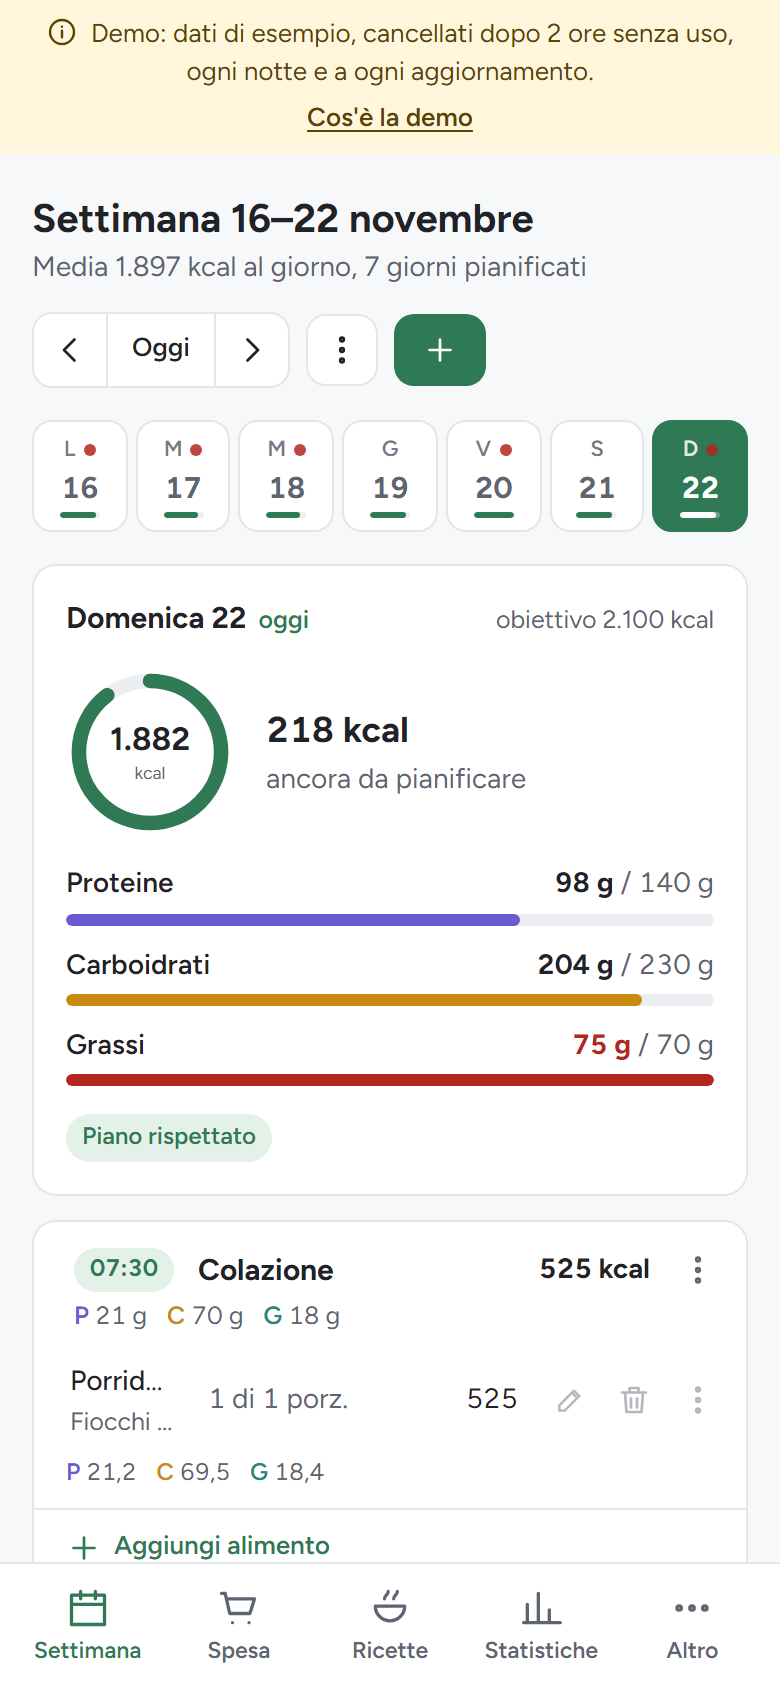 Demo: dati di esempio, cancellati dopo 2 ore senza uso,
ogni notte e a ogni aggiornamento.
Cos'è la demo
Settimana 16–22 novembre
Media 1.897 kcal al giorno, 7 giorni pianificati
Oggi
L M M G V S D
16 17 18 19 20 21 22
Domenica 22 oggi obiettivo 2.100 kcal
1.882
kcal
218 kcal
ancora da pianificare
Proteine 98 g / 140 g
Carboidrati 204 g / 230 g
Grassi 75 g / 70 g
Piano rispettato
07:30 Colazione 525 kcal
P 21 g C 70 g G 18 g
Porrid... 1 di 1 porz. 525
Fiocchi ...
P 21,2 C 69,5 G 18,4
Aggiungi alimento
Settimana Spesa Ricette Statistiche Altro